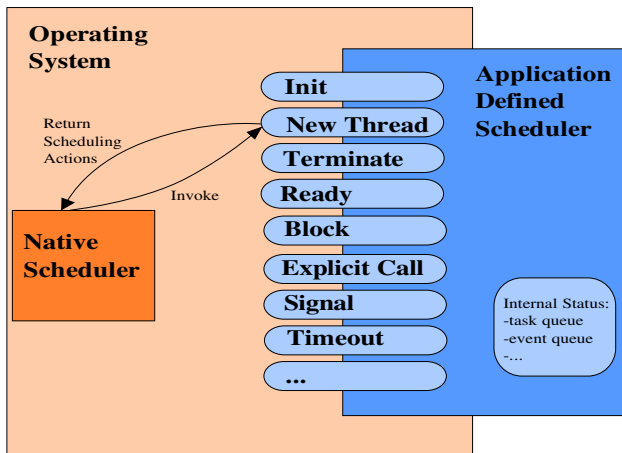 Operating
System
Application
Defined
Scheduler
Init
New Thread
Terminate
Ready
Block
Explicit Call
Signal
Timeout
...
Return
Scheduling
Actions
Invoke
Native
Scheduler
Internal Status:
-task queue
-event queue
-...